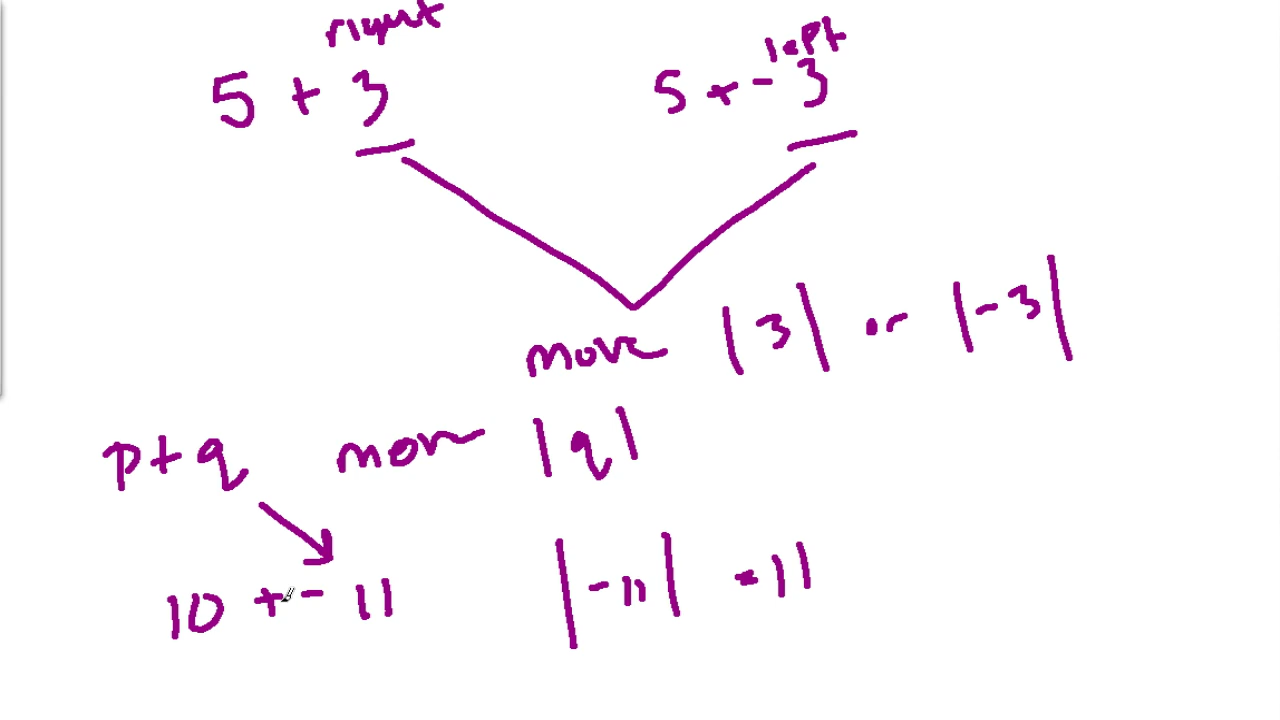 right
left
5 + 3
5 + - 3
move |3| or |-3|
p+q move |q|
10 + - 11 |-11| = 11